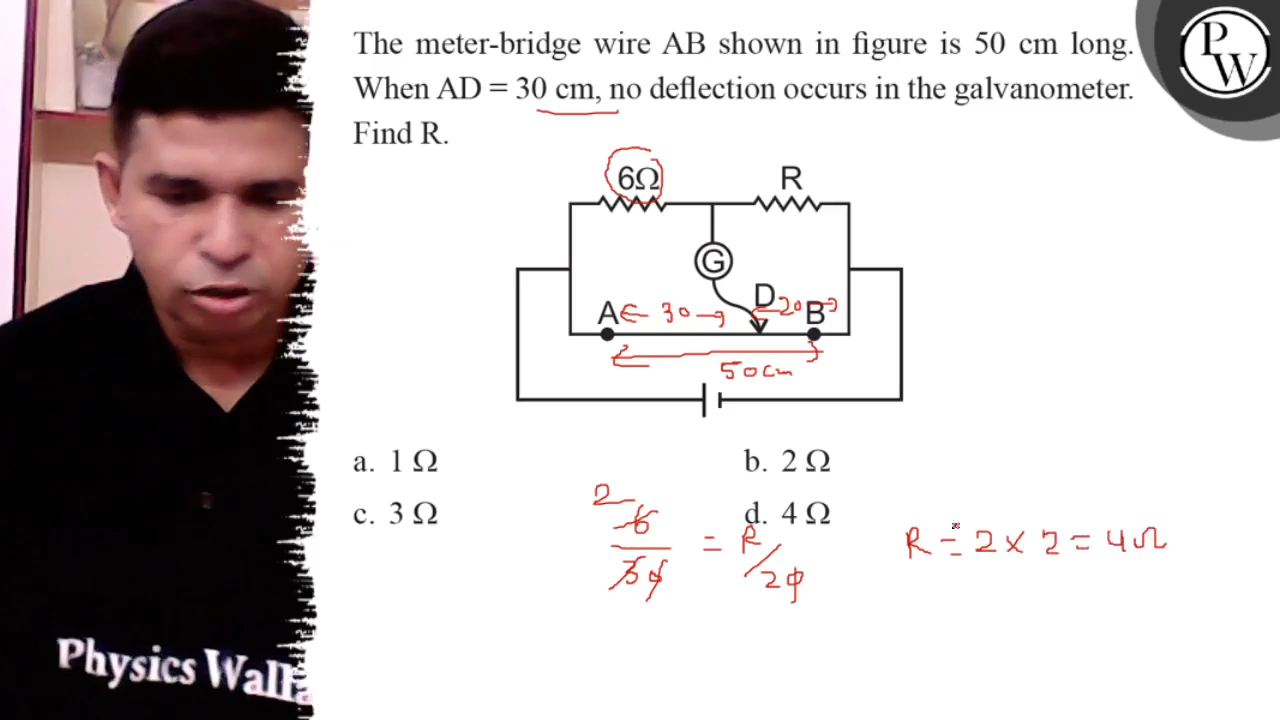 The meter-bridge wire AB shown in figure is 50 cm long.
When AD = 30 cm, no deflection occurs in the galvanometer.
Find R.
PW
6Ω
R
G
D
20
A
30
B
50cm
a. 1 Ω
b. 2 Ω
c. 3 Ω
d. 4 Ω
2
6/30 = R/20
R = 2 × 2 = 4Ω
Physics Walla